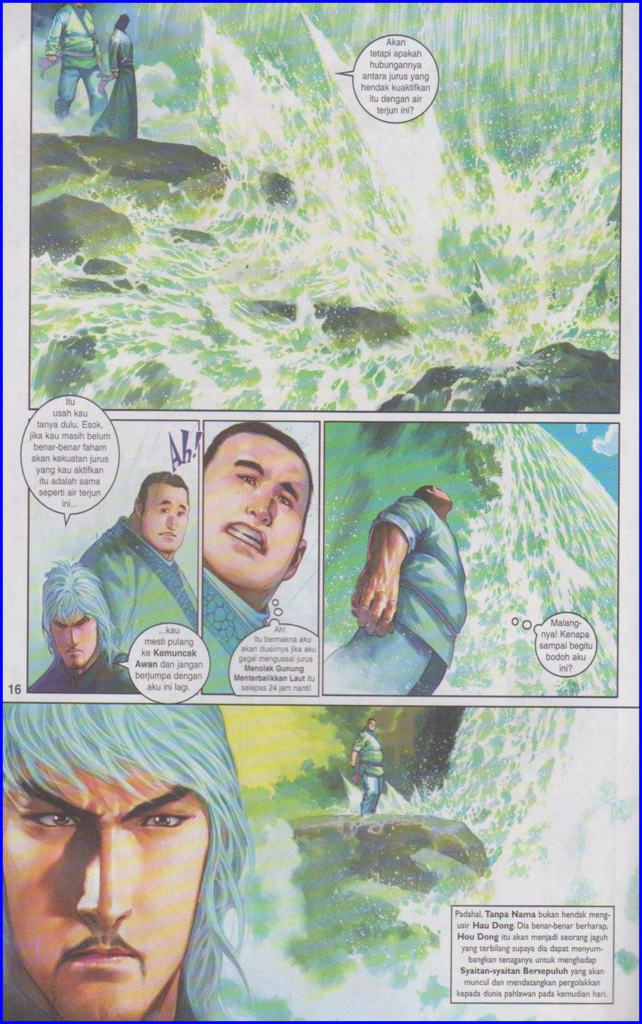 Akan
tetapi apakah
hubungannya
antara jurus yang
hendak kuaktifkan
itu dengan air
terjun ini?
Itu
usah kau
tanya dulu. Esok,
jika kau masih belum
benar-benar faham
akan kekuatan jurus
yang kau aktifkan
itu adalah sama
seperti air terjun
ini...
Ah!
...kau
mesti pulang
ke Kemuncak
Awan dan jangan
berjumpa dengan
aku ini lagi.
Ah!
Itu bermakna aku
akan diusirnya jika aku
gagal menguasai jurus
Menolak Gunung
Menterbalikkan Laut itu
selepas 24 jam nanti!
Malang-
nya! Kenapa
sampai begitu
bodoh aku
ini?
16
Padahal, Tanpa Nama bukan hendak meng-
usir Hau Dong. Dia benar-benar berharap,
Hou Dong itu akan menjadi seorang jaguh
yang terbilang supaya dia dapat menyum-
bangkan tenaganya untuk menghadap
Syaitan-syaitan Bersepuluh yang akan
muncul dan mendatangkan pergolakkan
kepada dunia pahlawan pada kemudian hari.